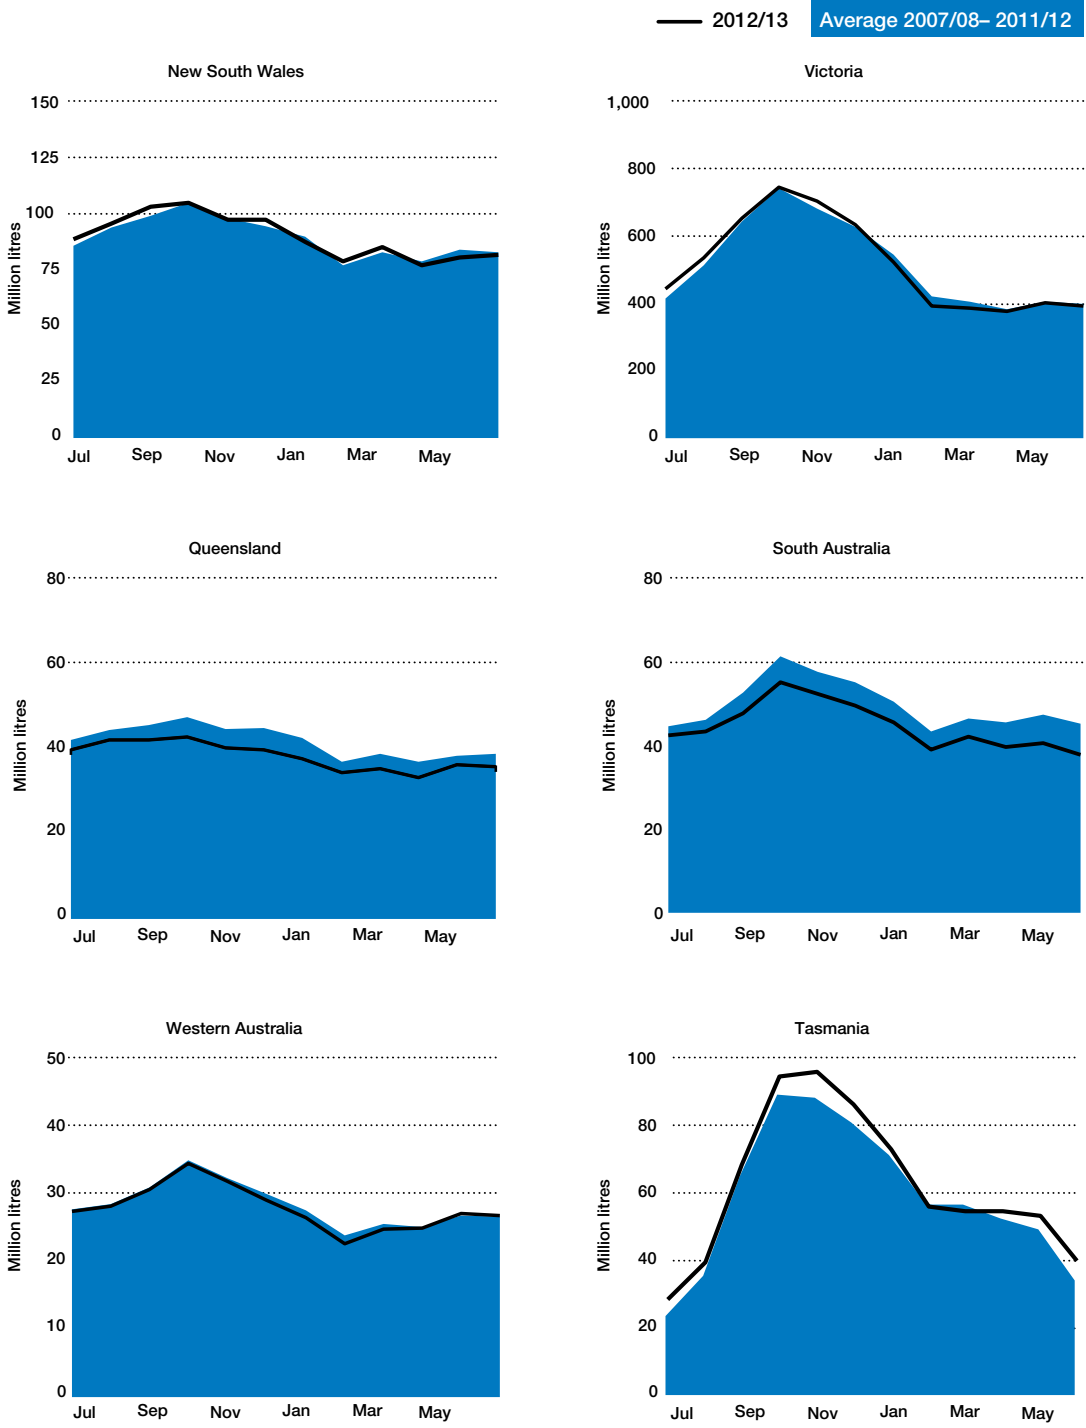 2012/13 Average 2007/08– 2011/12
New South Wales
150
125
100
75
50
25
0
Million litres
Jul Sep Nov Jan Mar May
Victoria
1,000
800
600
400
200
0
Million litres
Jul Sep Nov Jan Mar May
Queensland
80
60
40
20
0
Million litres
Jul Sep Nov Jan Mar May
South Australia
80
60
40
20
0
Million litres
Jul Sep Nov Jan Mar May
Western Australia
50
40
30
20
10
0
Million litres
Jul Sep Nov Jan Mar May
Tasmania
100
80
60
40
20
0
Million litres
Jul Sep Nov Jan Mar May